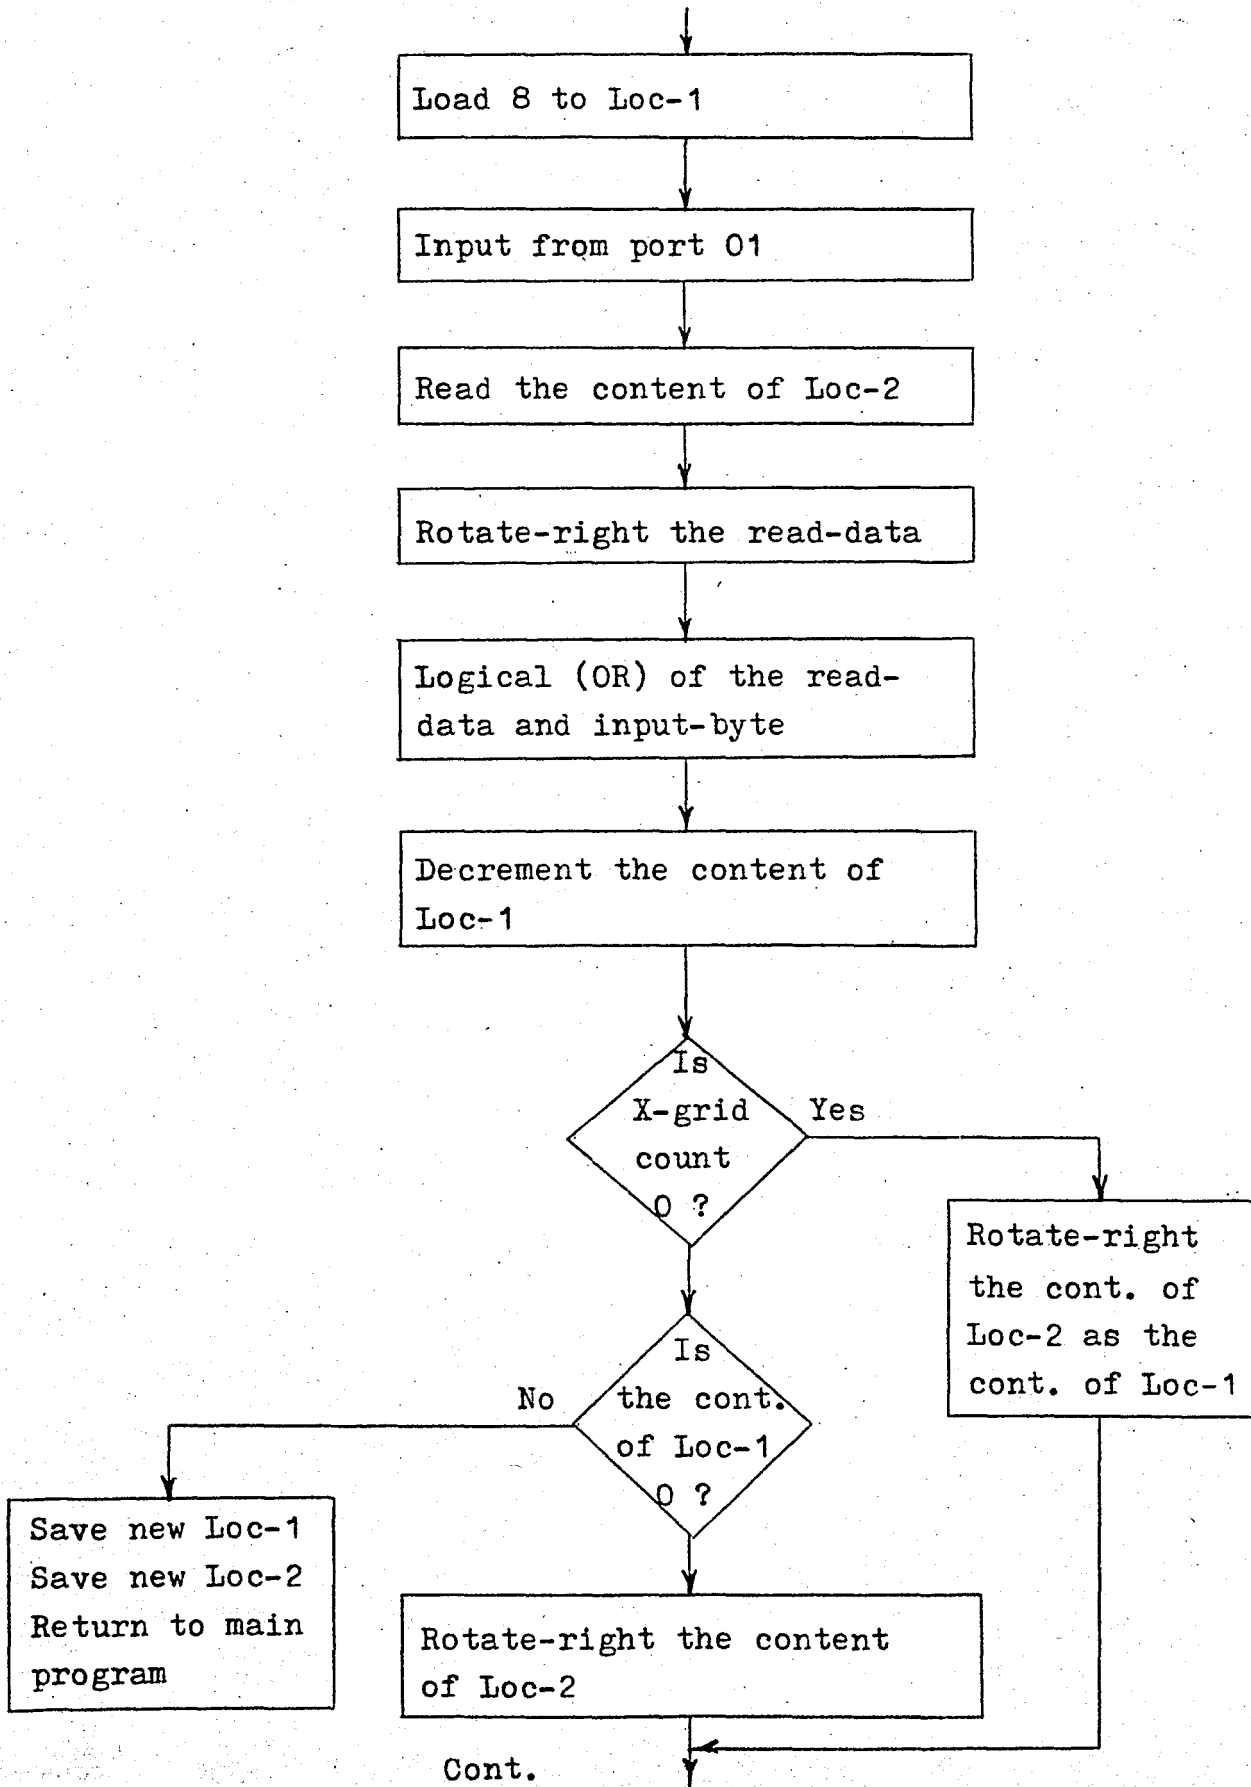 Load 8 to Loc-1
Input from port 01
Read the content of Loc-2
Rotate-right the read-data
Logical (OR) of the read-
data and input-byte
Decrement the content of
Loc-1
Is
X-grid
count
0 ?
Yes
Rotate-right
the cont. of
Loc-2 as the
cont. of Loc-1
Is
the cont.
of Loc-1
0 ?
No
Save new Loc-1
Save new Loc-2
Return to main
program
Rotate-right the content
of Loc-2
Cont.